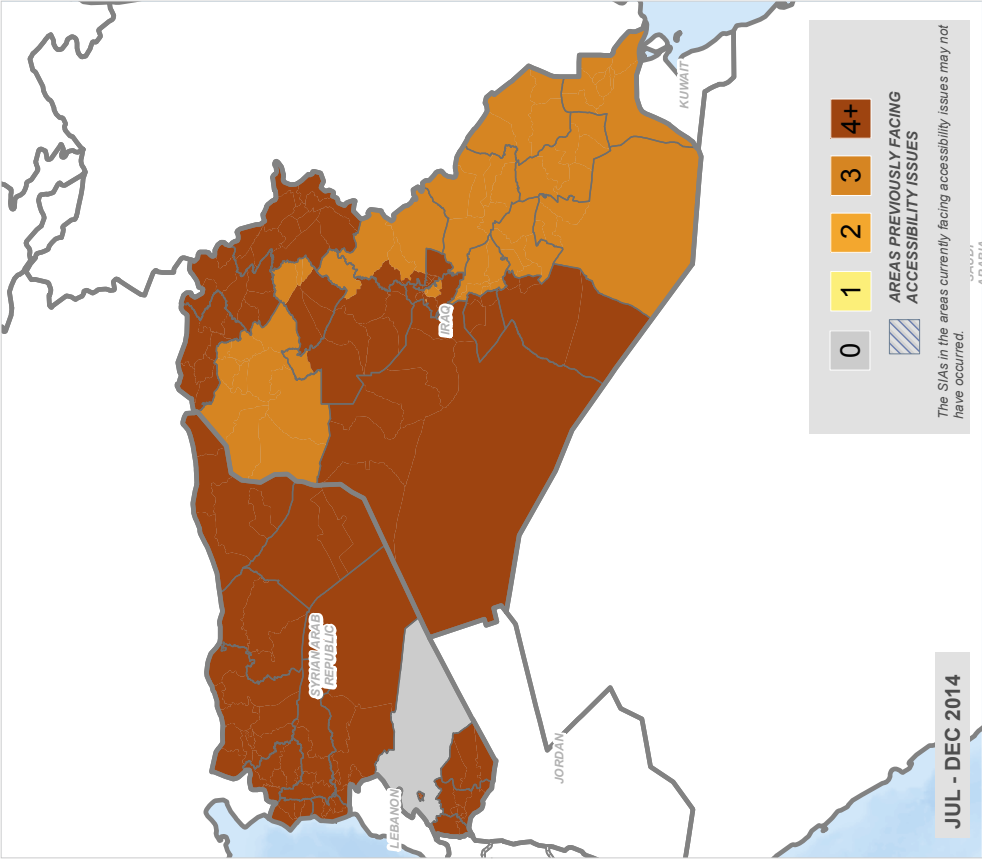 KUWAIT
IRAQ
SYRIAN ARAB
REPUBLIC
LEBANON
JORDAN
0 1 2 3 4+
AREAS PREVIOUSLY FACING
ACCESSIBILITY ISSUES
The SIAs in the areas currently facing accessibility issues may not
have occurred.
JUL - DEC 2014